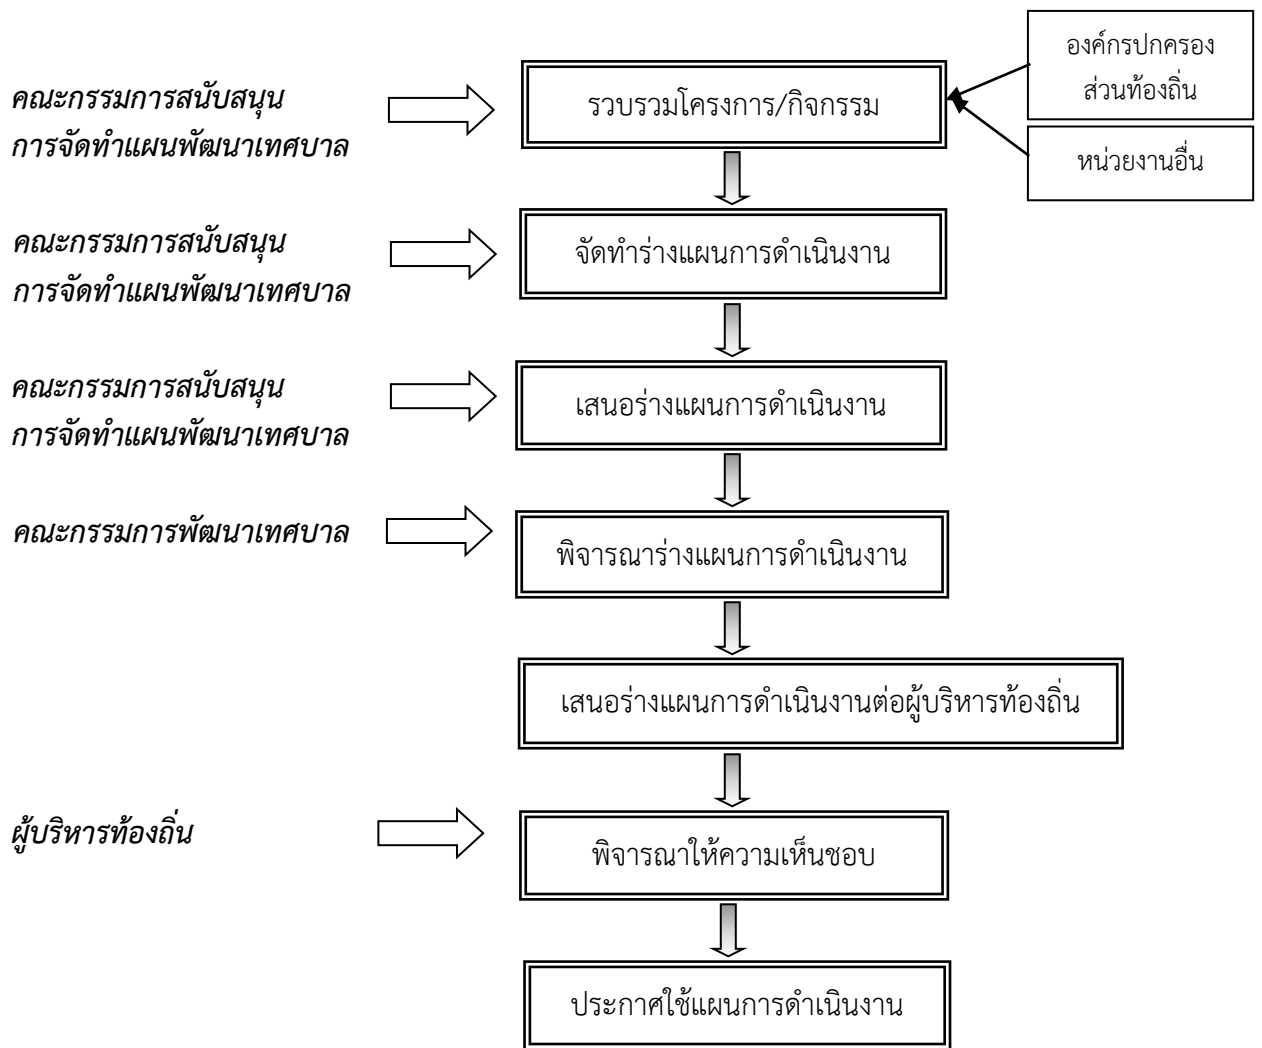 องค์กรปกครอง
ส่วนท้องถิ่น
คณะกรรมการสนับสนุน
การจัดทำแผนพัฒนาเทศบาล
รวบรวมโครงการ/กิจกรรม
หน่วยงานอื่น
คณะกรรมการสนับสนุน
การจัดทำแผนพัฒนาเทศบาล
จัดทำร่างแผนการดำเนินงาน
คณะกรรมการสนับสนุน
การจัดทำแผนพัฒนาเทศบาล
เสนอร่างแผนการดำเนินงาน
คณะกรรมการพัฒนาเทศบาล
พิจารณาร่างแผนการดำเนินงาน
เสนอร่างแผนการดำเนินงานต่อผู้บริหารท้องถิ่น
ผู้บริหารท้องถิ่น
พิจารณาให้ความเห็นชอบ
ประกาศใช้แผนการดำเนินงาน